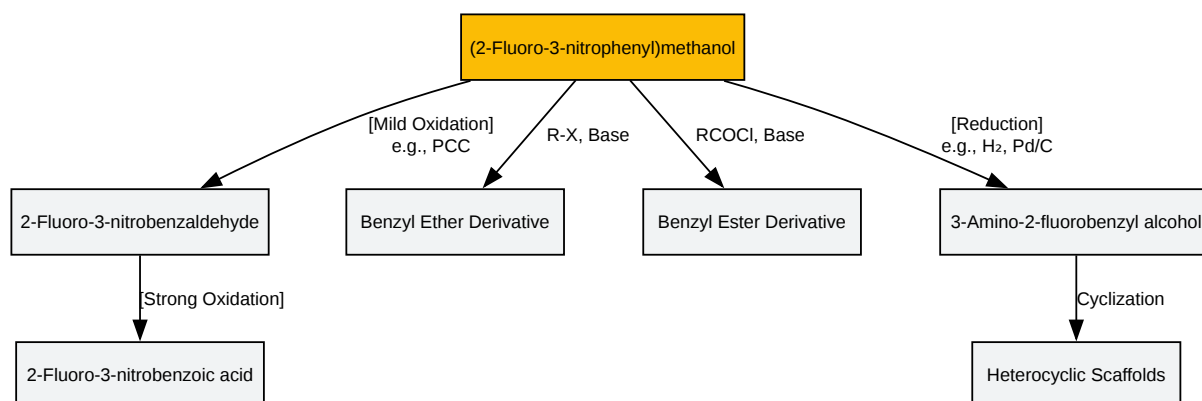 (2-Fluoro-3-nitrophenyl)methanol
[Mild Oxidation]
e.g., PCC
R-X, Base
RCOCl, Base
[Reduction]
e.g., H₂, Pd/C
2-Fluoro-3-nitrobenzaldehyde
Benzyl Ether Derivative
Benzyl Ester Derivative
3-Amino-2-fluorobenzyl alcohol
[Strong Oxidation]
Cyclization
2-Fluoro-3-nitrobenzoic acid
Heterocyclic Scaffolds